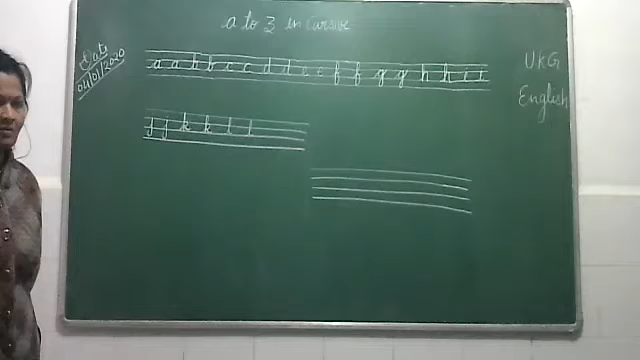 a to z in cursive
Date
04/01/2020
UKG
English
a a b b c c d d e e f f g g h h i i
j j k k l l